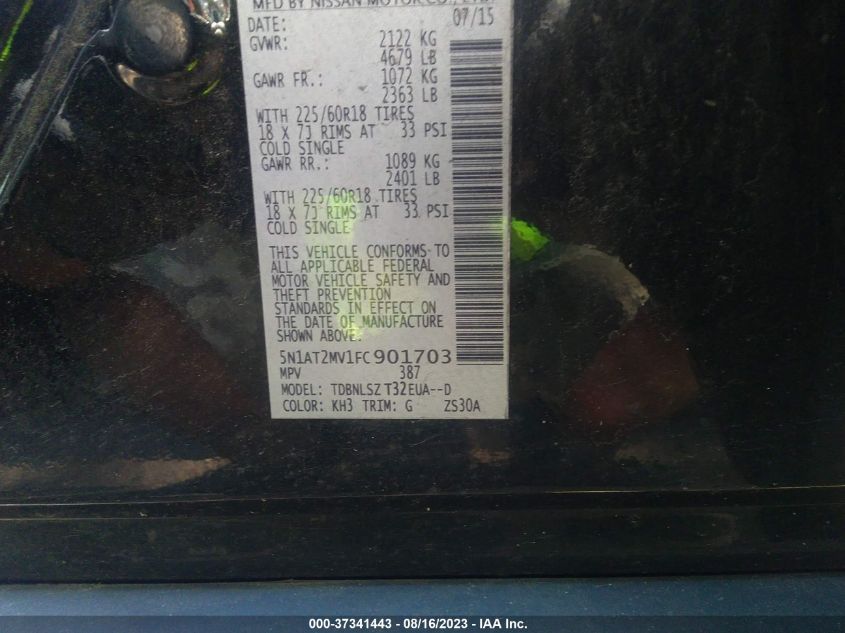 MFD BY NISSAN MOTOR CO., LTD.
DATE: 07/15
GVWR: 2122 KG
4679 LB
GAWR FR.: 1072 KG
2363 LB
WITH 225/60R18 TIRES
18 X 7J RIMS AT 33 PSI
COLD SINGLE
GAWR RR.: 1089 KG
2401 LB
WITH 225/60R18 TIRES
18 X 7J RIMS AT 33 PSI
COLD SINGLE
THIS VEHICLE CONFORMS TO
ALL APPLICABLE FEDERAL
MOTOR VEHICLE SAFETY AND
THEFT PREVENTION
STANDARDS IN EFFECT ON
THE DATE OF MANUFACTURE
SHOWN ABOVE.
5N1AT2MV1FC901703
MPV 387
MODEL: TDBNLSZ T32EUA--D
COLOR: KH3 TRIM: G ZS30A
000-37341443 - 08/16/2023 - IAA Inc.